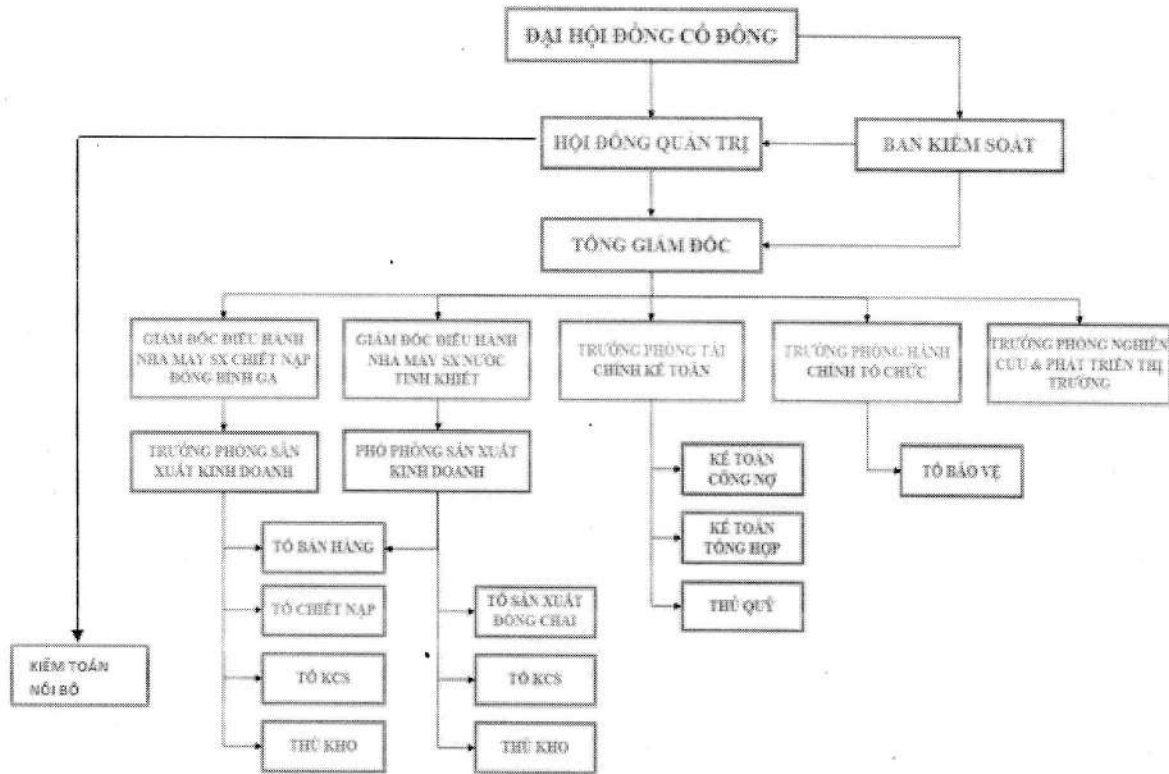 ĐẠI HỘI ĐỒNG CỔ ĐÔNG
HỘI ĐỒNG QUẢN TRỊ
BAN KIỂM SOÁT
TỔNG GIÁM ĐỐC
GIÁM ĐỐC ĐIỀU HÀNH
NHÀ MÁY SX CHIẾT NẠP
ĐÓNG BÌNH GA
GIÁM ĐỐC ĐIỀU HÀNH
NHÀ MÁY SX NƯỚC
TINH KHIẾT
TRƯỞNG PHÒNG TÀI
CHÍNH KẾ TOÁN
TRƯỞNG PHÒNG HÀNH
CHÍNH TỔ CHỨC
TRƯỞNG PHÒNG NGHIÊN
CỨU & PHÁT TRIỂN THỊ
TRƯỜNG
TRƯỞNG PHÒNG SẢN
XUẤT KINH DOANH
PHÓ PHÒNG SẢN XUẤT
KINH DOANH
KẾ TOÁN
CÔNG NỢ
TỔ BẢO VỆ
TỔ BÁN HÀNG
KẾ TOÁN
TỔNG HỢP
TỔ CHIẾT NẠP
TỔ SẢN XUẤT
ĐÓNG CHAI
THỦ QUỸ
KIỂM TOÁN
NỘI BỘ
TỔ KCS
TỔ KCS
THỦ KHO
THỦ KHO